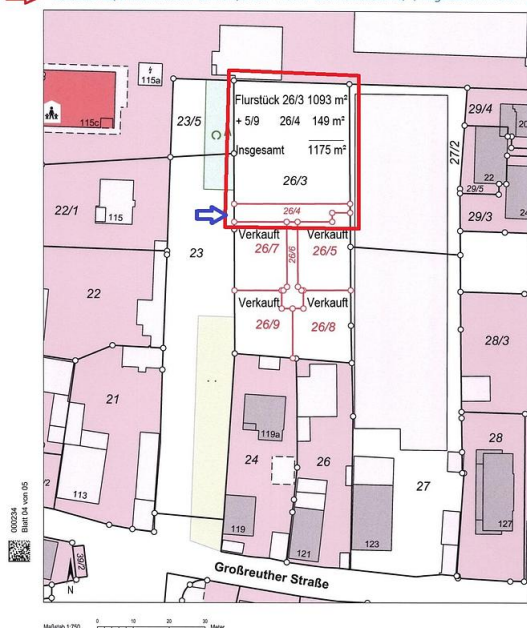 115a
115c
23/5
Flurstück 26/3 1093 m²
+ 5/9 26/4 149 m²
Insgesamt 1175 m²
26/3
26/4
29/4
27/2
22
29/5
29/3
22/1
115
23
Verkauft
26/7
26/6
Verkauft
26/5
22
Verkauft
26/9
Verkauft
26/8
28/3
21
119a
24
26
28
27
113
119
121
123
127
39/2
Großreuther Straße
N
000234
Blatt 04 von 05
Maßstab 1:750
0 10 20 30 Meter